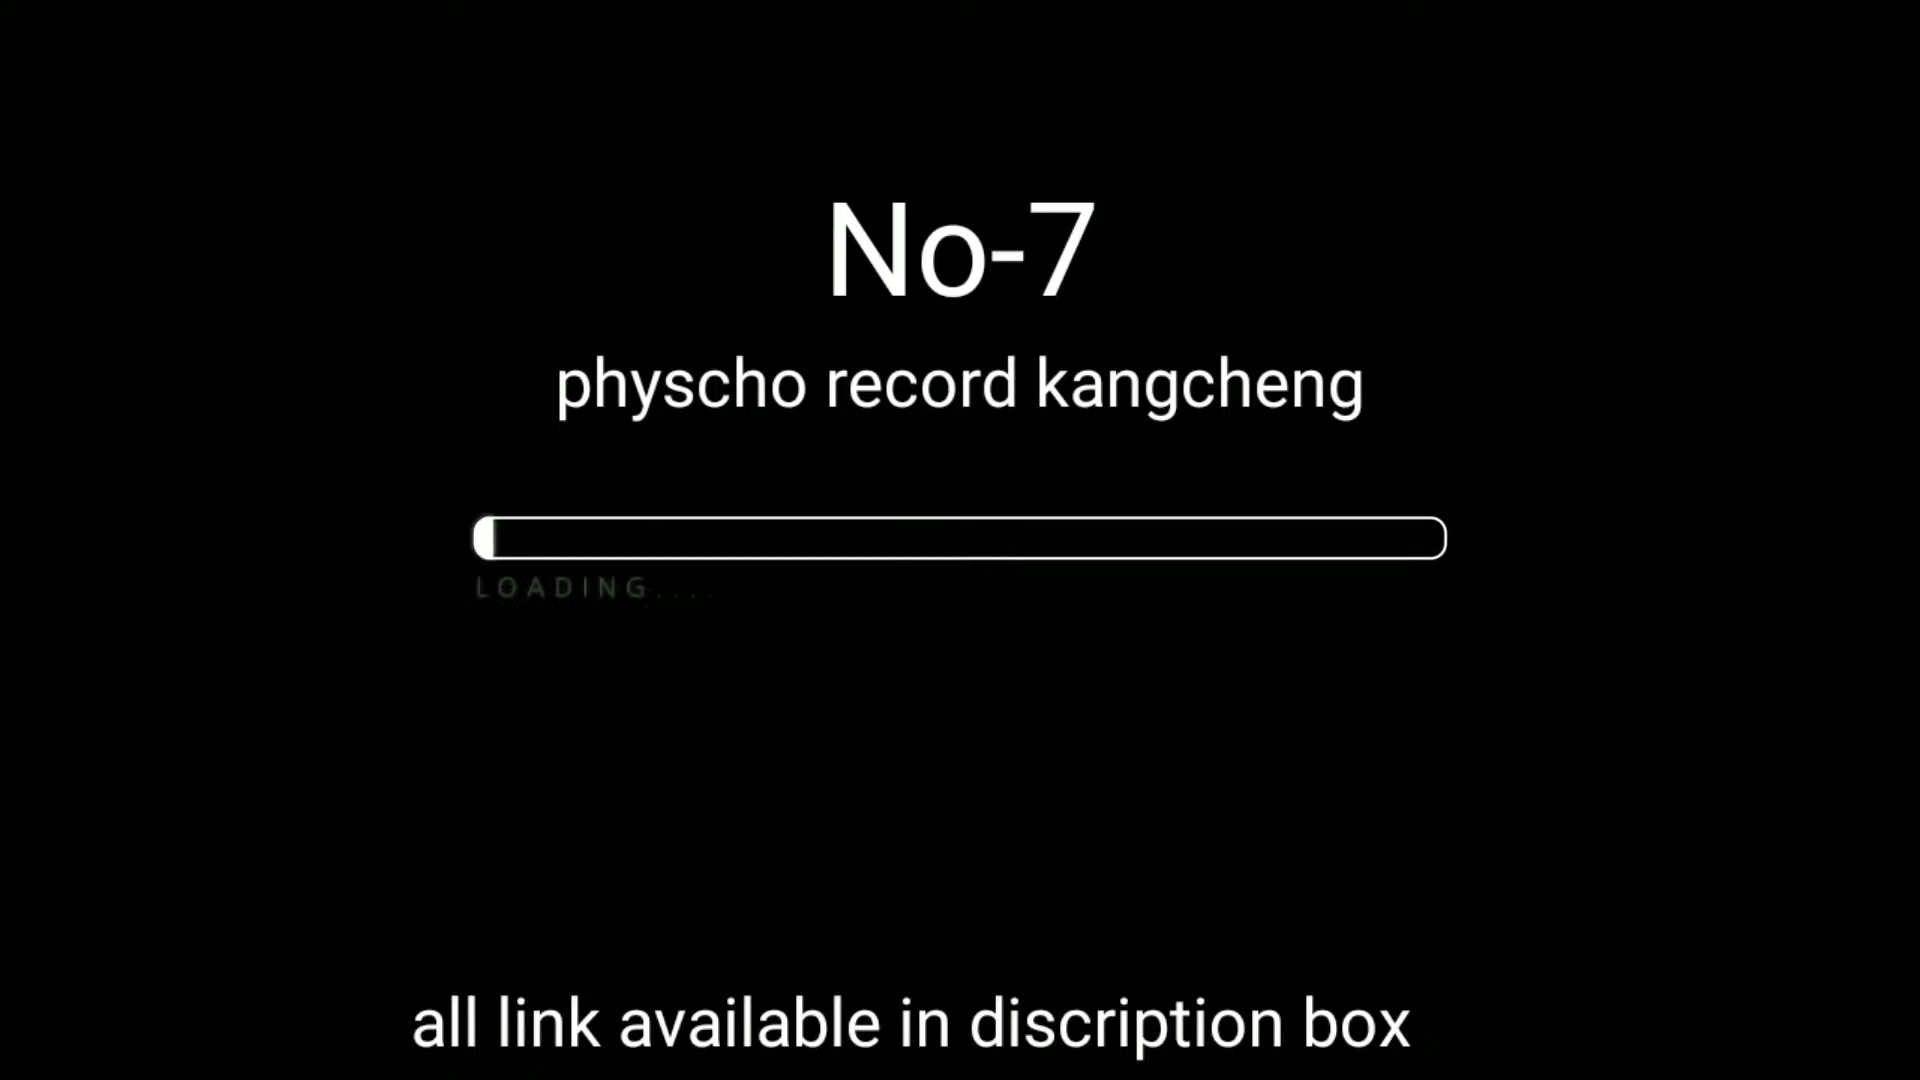 No-7
physcho record kangcheng
LOADING....
all link available in discription box